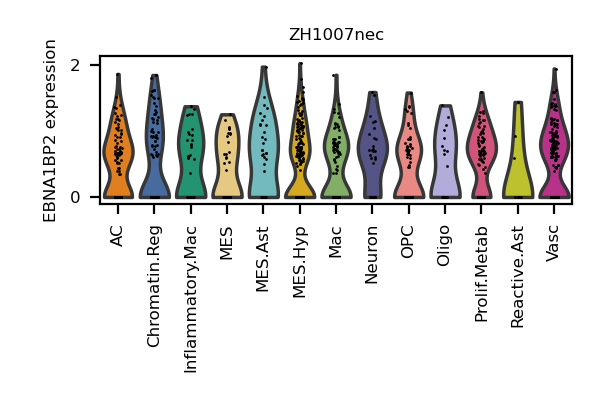 ZH1007nec
EBNA1BP2 expression
2
0
AC
Chromatin.Reg
Inflammatory.Mac
MES
MES.Ast
MES.Hyp
Mac
Neuron
OPC
Oligo
Prolif.Metab
Reactive.Ast
Vasc